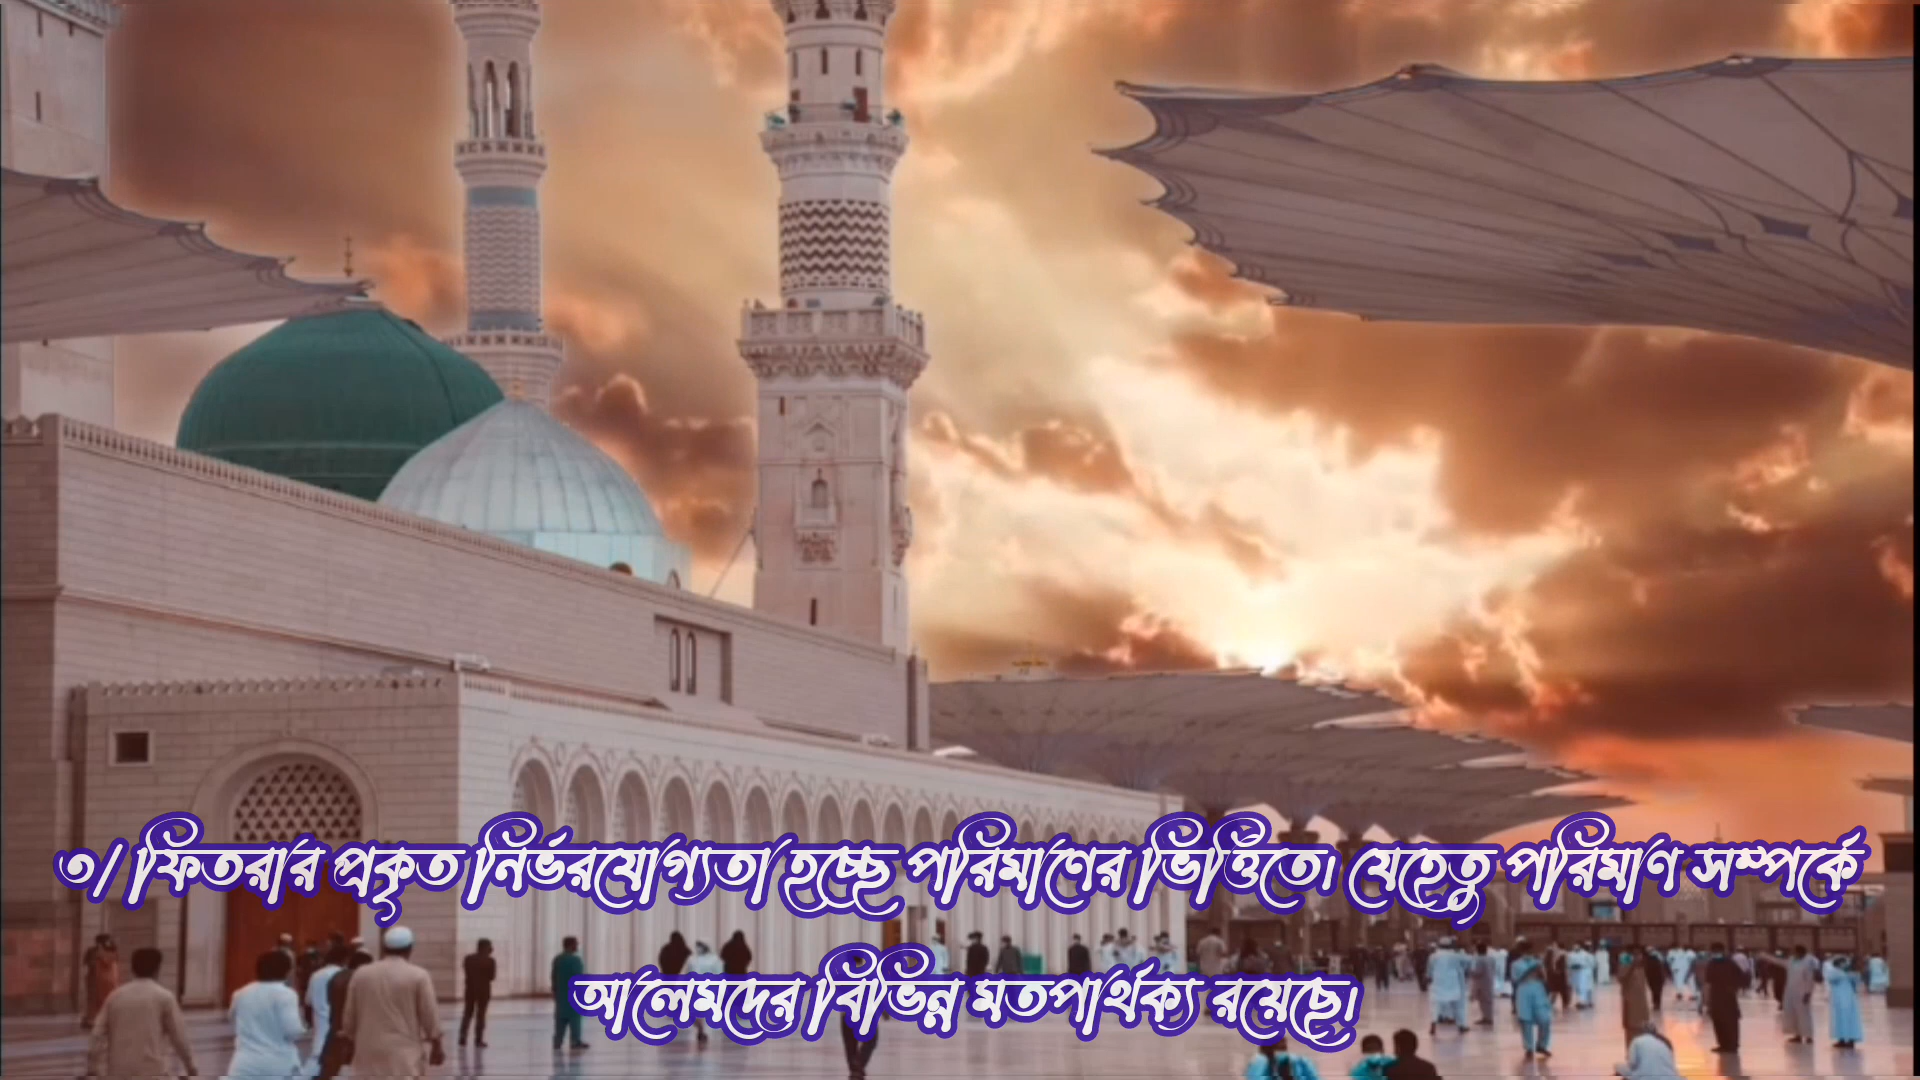 ৩/ ফিতরার প্রকৃত নির্ভরযোগ্যতা হচ্ছে পরিমাণের ভিত্তিতে। যেহেতু পরিমাণ সম্পর্কে
আলেমদের বিভিন্ন মতপার্থক্য রয়েছে।